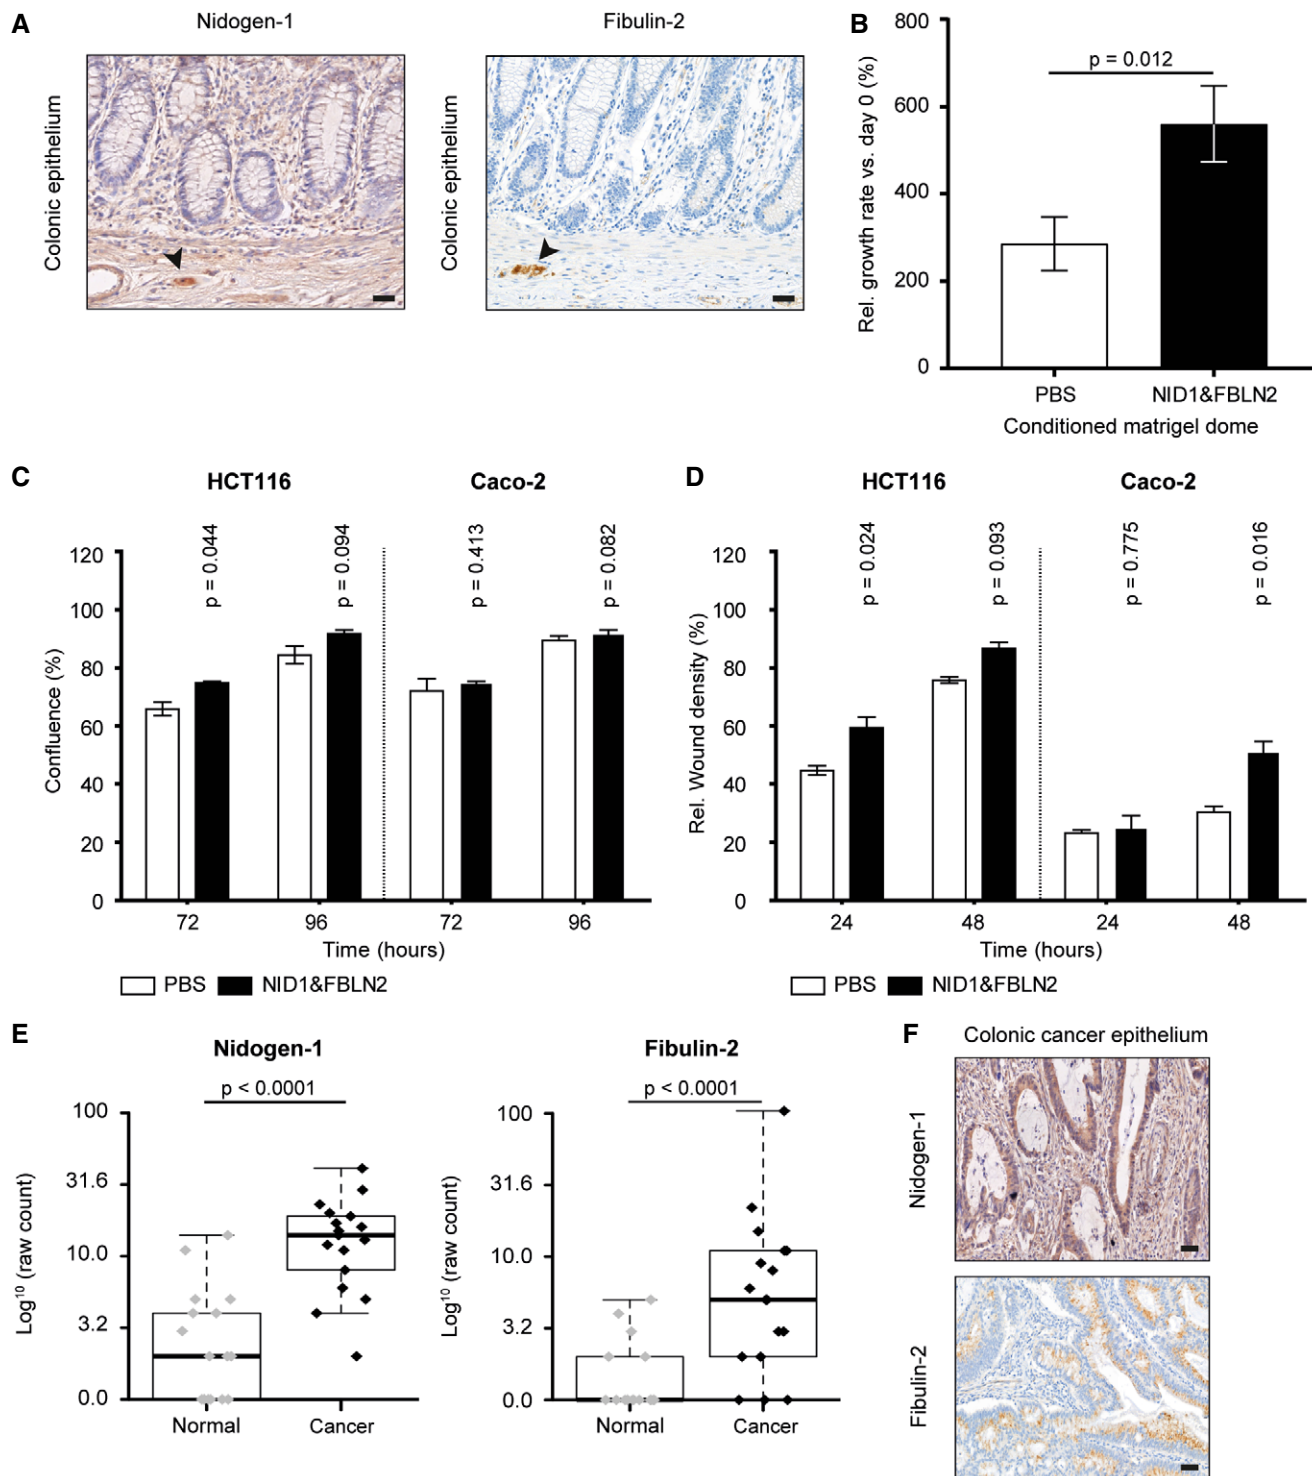 A
Nidogen-1
Fibulin-2
Colonic epithelium
Colonic epithelium
B
Rel. growth rate vs. day 0 (%)
800
600
400
200
0
p = 0.012
PBS
NID1&FBLN2
Conditioned matrigel dome
C
HCT116
Caco-2
Confluence (%)
120
100
80
60
40
20
0
p = 0.044
p = 0.094
p = 0.413
p = 0.082
72
96
72
96
Time (hours)
PBS
NID1&FBLN2
D
HCT116
Caco-2
Rel. Wound density (%)
120
100
80
60
40
20
0
p = 0.024
p = 0.093
p = 0.775
p = 0.016
24
48
24
48
Time (hours)
PBS
NID1&FBLN2
E
Nidogen-1
p < 0.0001
Log¹⁰ (raw count)
100
31.6
10.0
3.2
0.0
Normal
Cancer
Fibulin-2
p < 0.0001
Log¹⁰ (raw count)
100
31.6
10.0
3.2
0.0
Normal
Cancer
F
Colonic cancer epithelium
Nidogen-1
Fibulin-2